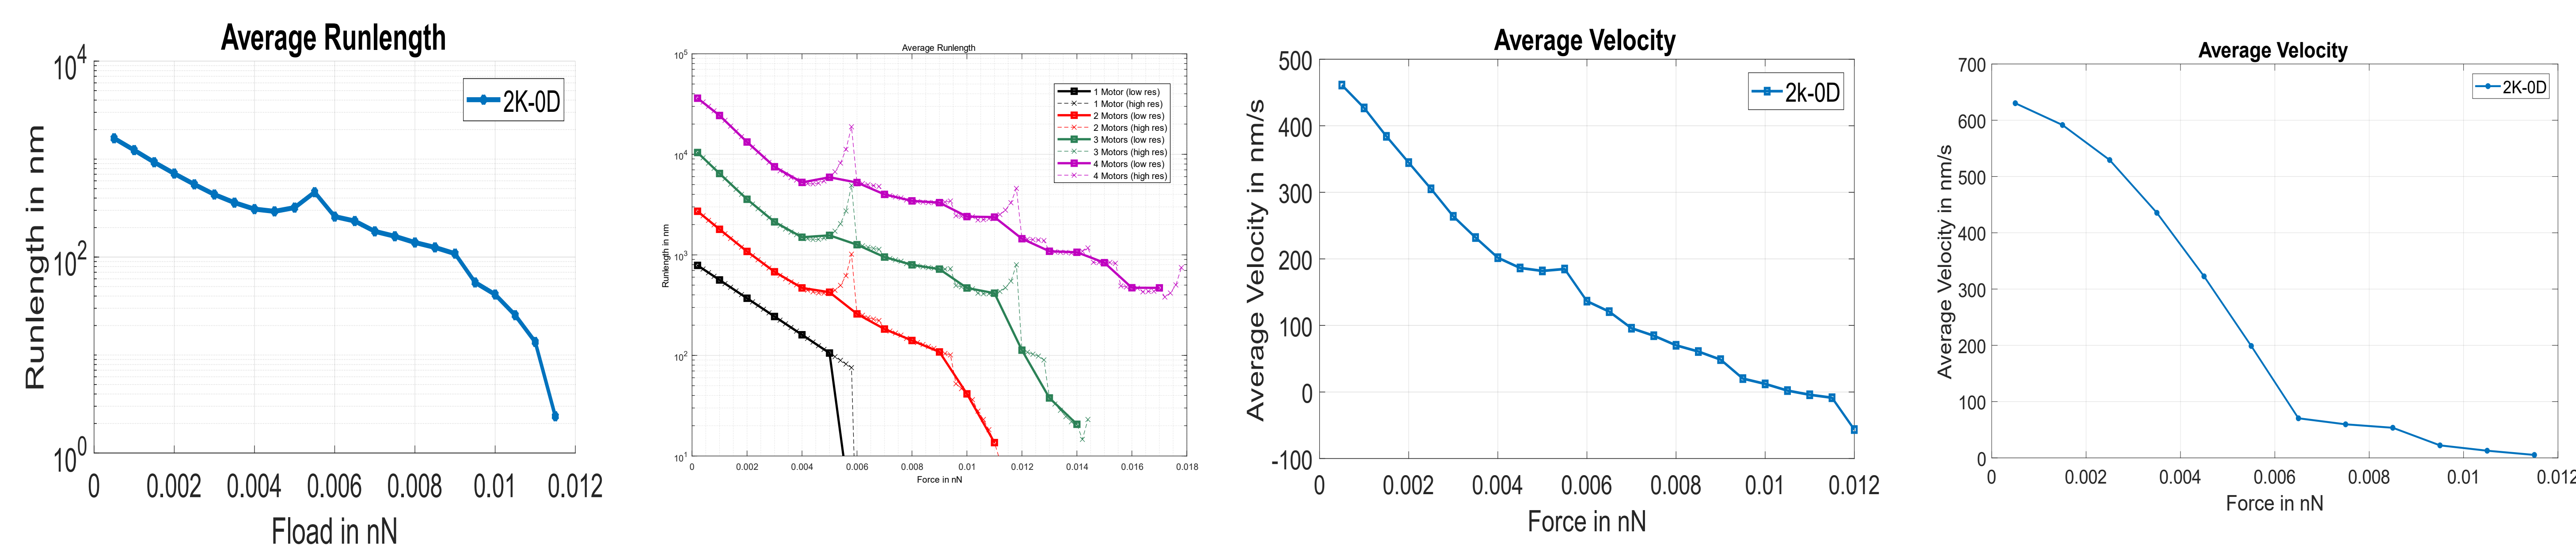 Average Runlength
10^4
10^2
10^0
Runlength in nm
2K-0D
0 0.002 0.004 0.006 0.008 0.01 0.012
Fload in nN
Average Runlength
10^5
10^4
10^3
10^2
10^1
Runlength in nm
1 Motor (low res)
1 Motor (high res)
2 Motors (low res)
2 Motors (high res)
3 Motors (low res)
3 Motors (high res)
4 Motors (low res)
4 Motors (high res)
0 0.002 0.004 0.006 0.008 0.01 0.012 0.014 0.016 0.018
Force in nN
Average Velocity
500
400
300
200
100
0
-100
Average Velocity in nm/s
2k-0D
0 0.002 0.004 0.006 0.008 0.01 0.012
Force in nN
Average Velocity
700
600
500
400
300
200
100
0
Average Velocity in nm/s
2K-0D
0 0.002 0.004 0.006 0.008 0.01 0.012
Force in nN